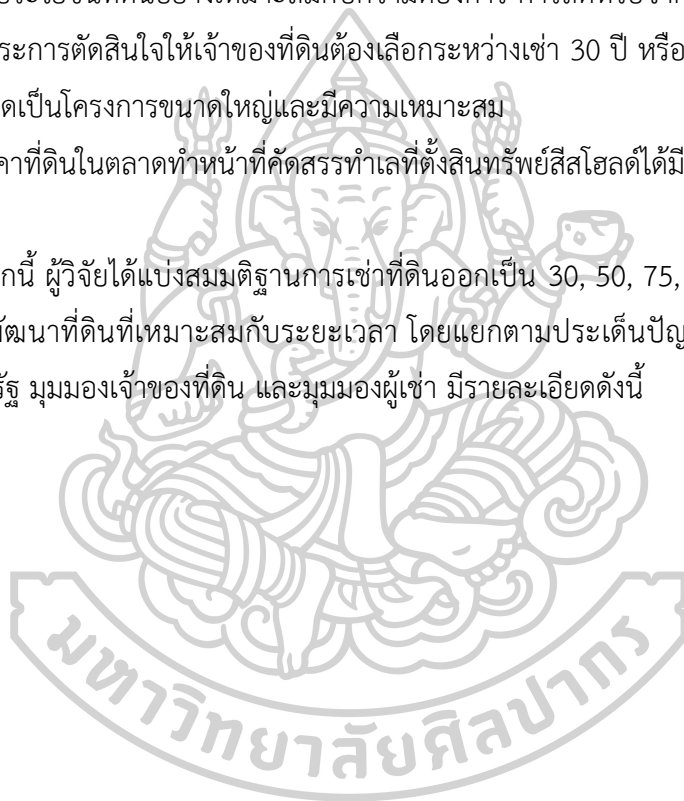 ระการตัดสินใจให้เจ้าของที่ดินต้องเลือกระหว่างเช่า 30 ปี หรือ
ดเป็นโครงการขนาดใหญ่และมีความเหมาะสม
คาที่ดินในตลาดทำหน้าที่คัดสรรทำเลที่ตั้งสินทรัพย์ลีสโฮลด์ได้มี
กนี้ ผู้วิจัยได้แบ่งสมมติฐานการเช่าที่ดินออกเป็น 30, 50, 75,
พัฒนาที่ดินที่เหมาะสมกับระยะเวลา โดยแยกตามประเด็นปัญ
รัฐ มุมมองเจ้าของที่ดิน และมุมมองผู้เช่า มีรายละเอียดดังนี้
มหาวิทยาลัยศิลปากร